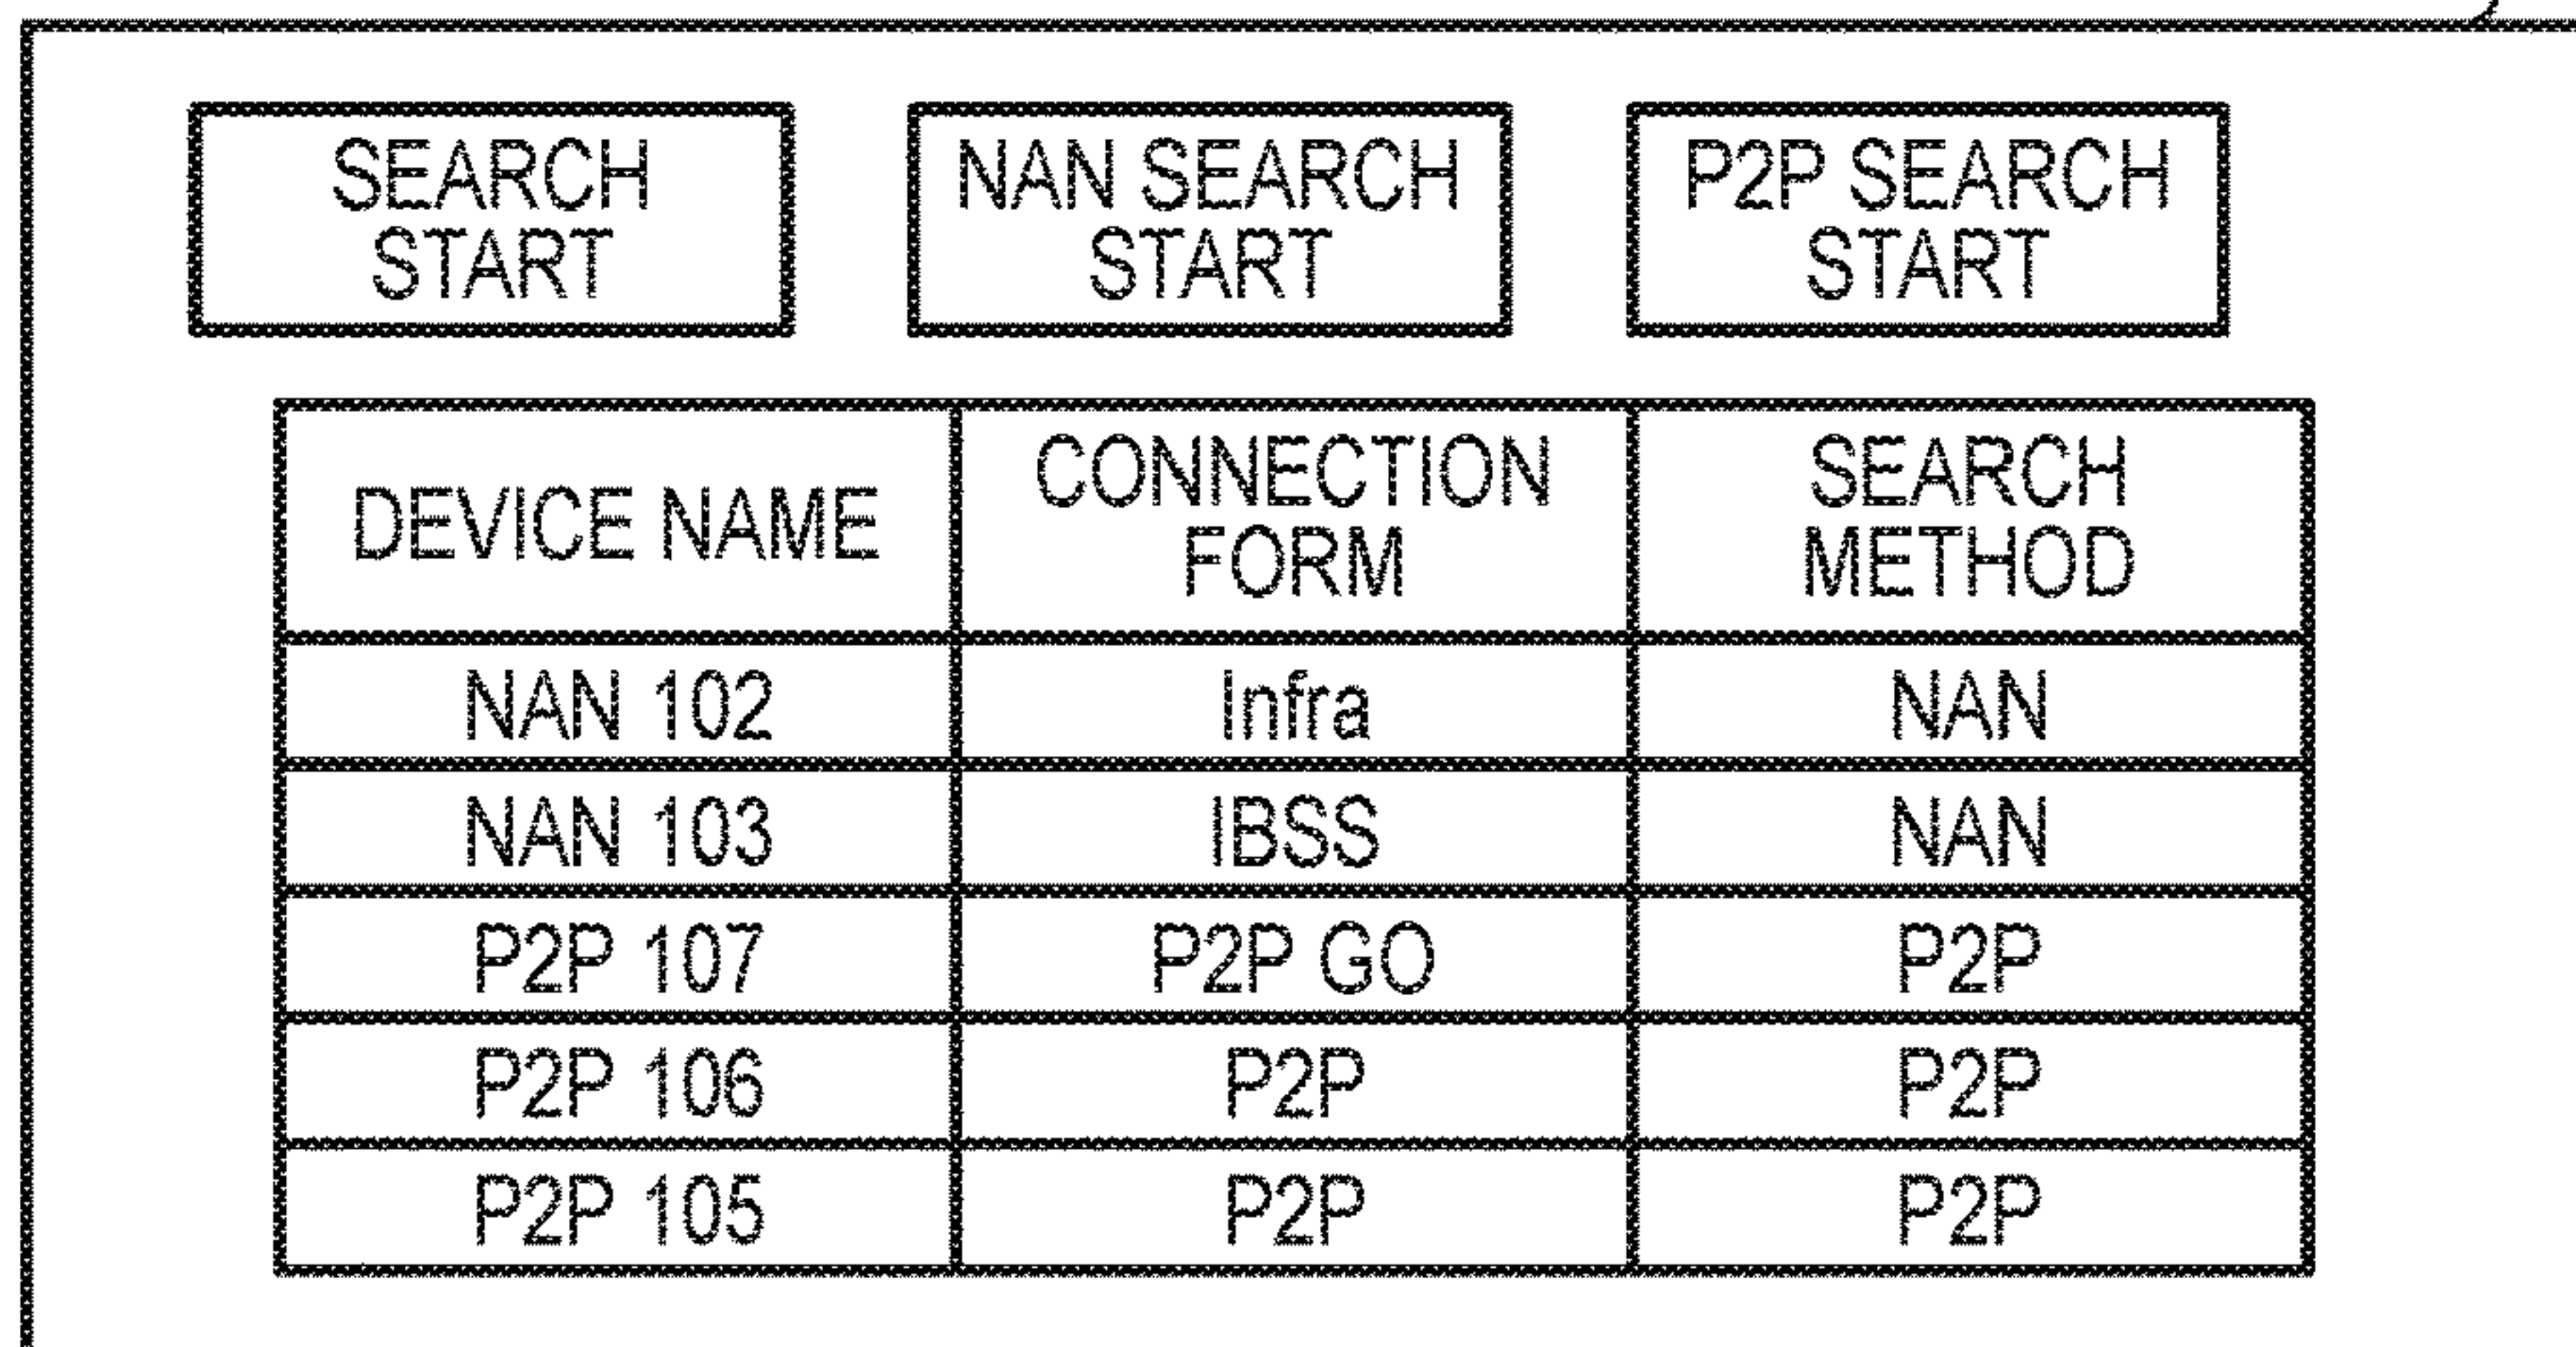 SEARCH
START
NAN SEARCH
START
P2P SEARCH
START
DEVICE NAME
CONNECTION
FORM
SEARCH
METHOD
NAN 102 Infra NAN
NAN 103 IBSS NAN
P2P 107 P2P GO P2P
P2P 106 P2P P2P
P2P 105 P2P P2P